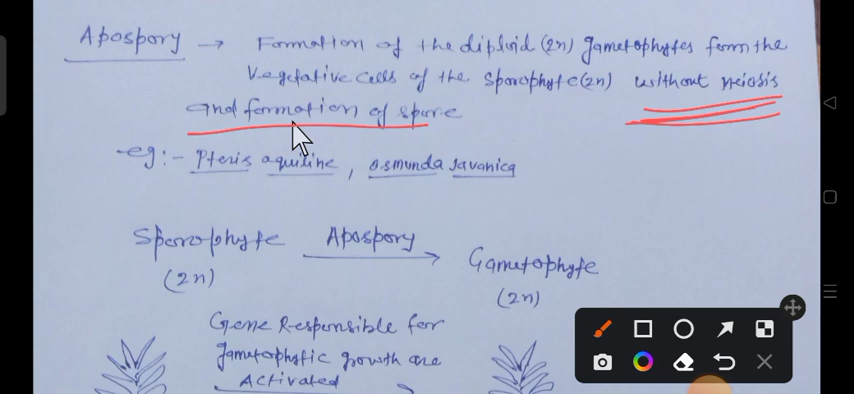 Apospory → Formation of the diploid (2n) gametophytes form the
Vegetative cells of the Sporophyte(2n) without meiosis
and formation of spore
eg:- Pteris aquiline, Osmunda Javanica
Sporophyte Apospory Gametophyte
(2n) (2n)
Gene Responsible for
gametophytic growth are
Activated